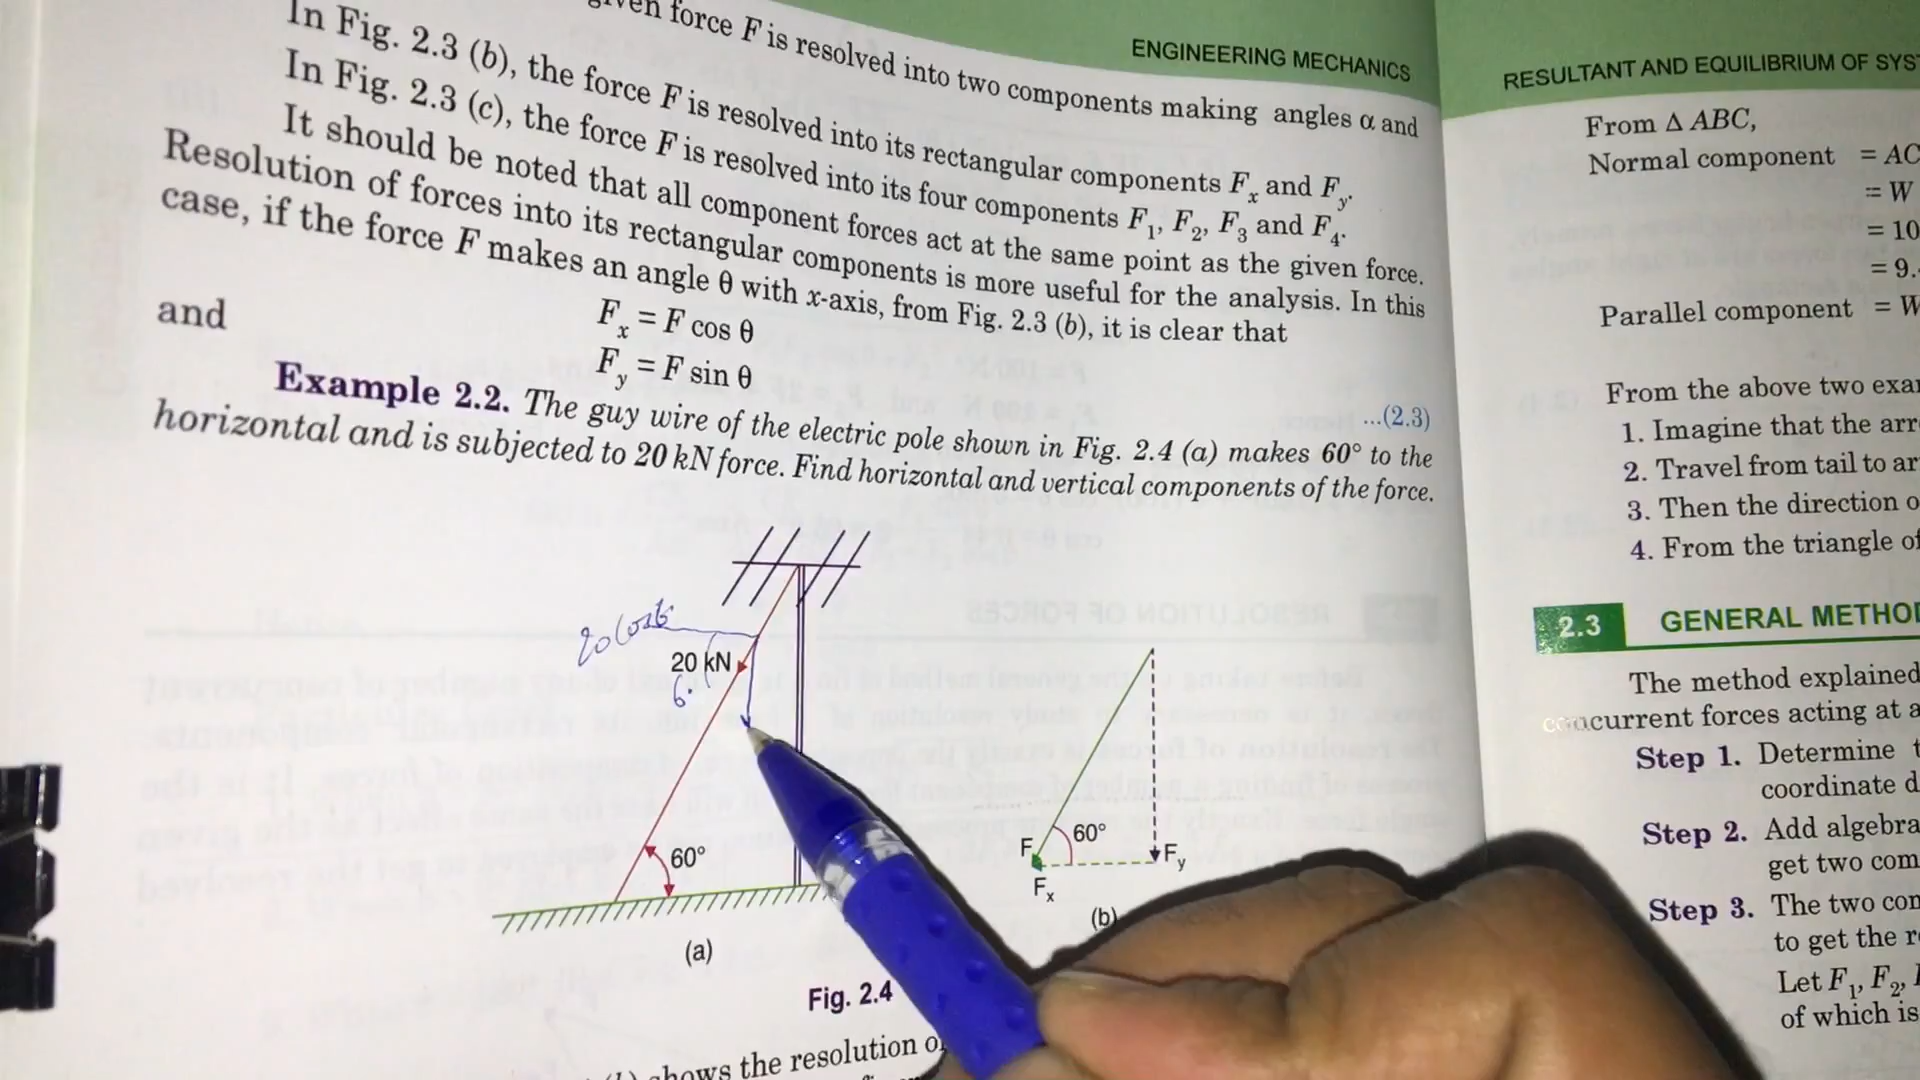 ENGINEERING MECHANICS
given force F is resolved into two components making angles α and
In Fig. 2.3 (b), the force F is resolved into its rectangular components Fx and Fy.
In Fig. 2.3 (c), the force F is resolved into its four components F1, F2, F3 and F4.
It should be noted that all component forces act at the same point as the given force.
Resolution of forces into its rectangular components is more useful for the analysis. In this
case, if the force F makes an angle θ with x-axis, from Fig. 2.3 (b), it is clear that
Fx = F cos θ
and
Fy = F sin θ
...(2.3)
Example 2.2. The guy wire of the electric pole shown in Fig. 2.4 (a) makes 60° to the
horizontal and is subjected to 20 kN force. Find horizontal and vertical components of the force.
20 cos 6
20 kN
6
60°
(a)
F
60°
Fy
Fx
(b)
Fig. 2.4
shows the resolution
RESULTANT AND EQUILIBRIUM OF SYS
From Δ ABC,
Normal component = AC
= W
= 10
= 9.
Parallel component = W
From the above two exa
1. Imagine that the arr
2. Travel from tail to ar
3. Then the direction o
4. From the triangle of
2.3 GENERAL METHO
The method explained
concurrent forces acting at a
Step 1. Determine t
coordinate d
Step 2. Add algebra
get two com
Step 3. The two con
to get the r
Let F1, F2,
of which is